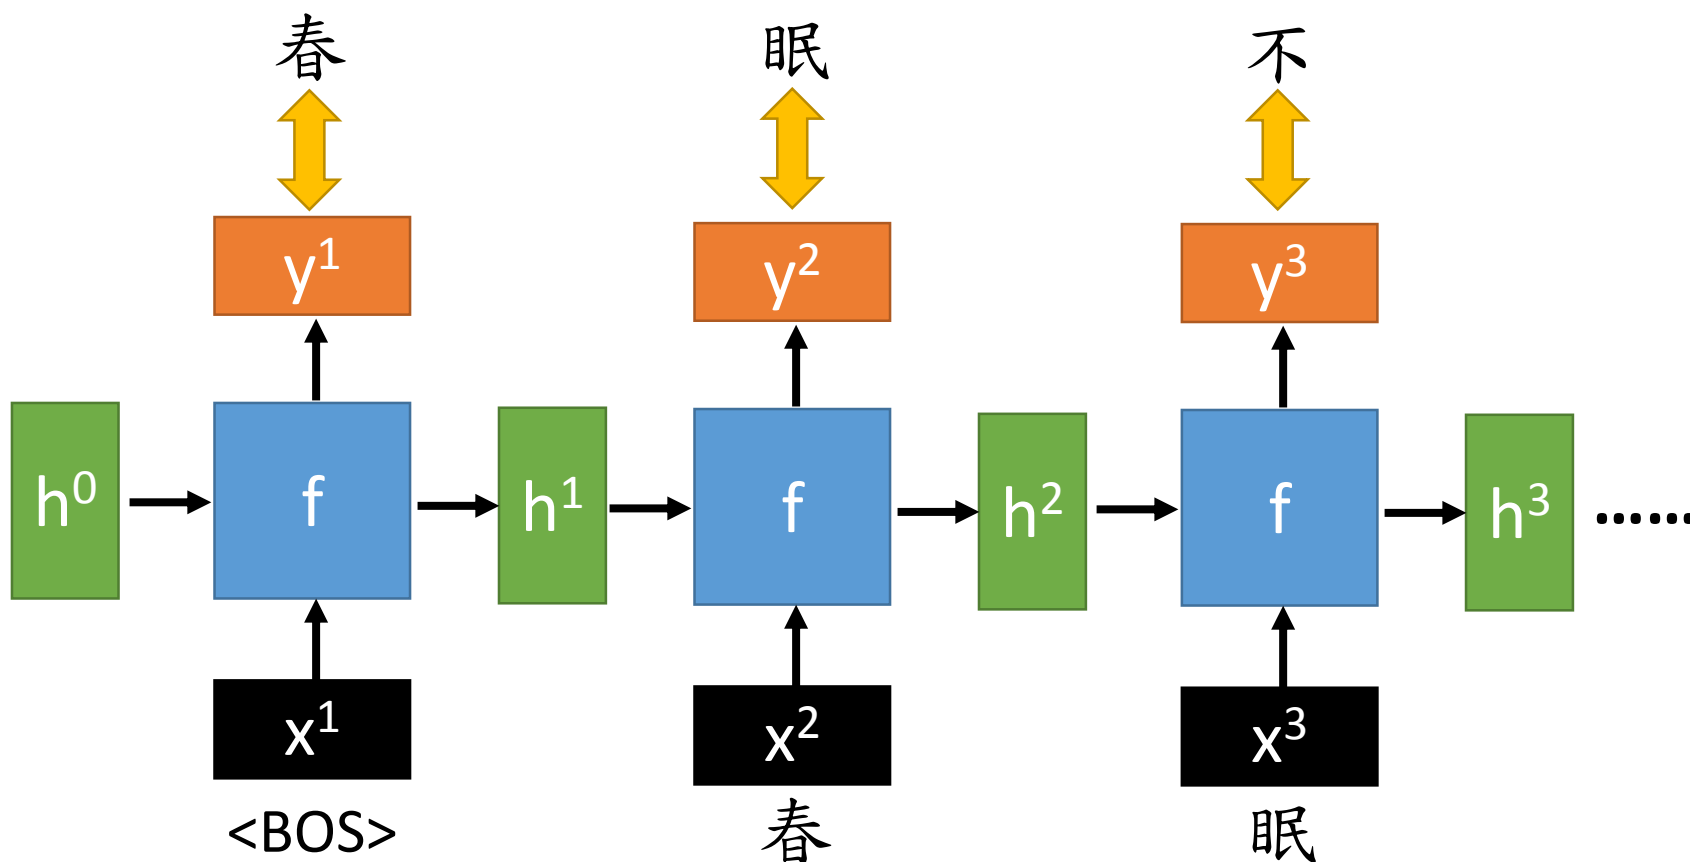 春 眠 不
y¹ y² y³
h⁰ f h¹ f h² f h³ ......
x¹ x² x³
<BOS> 春 眠